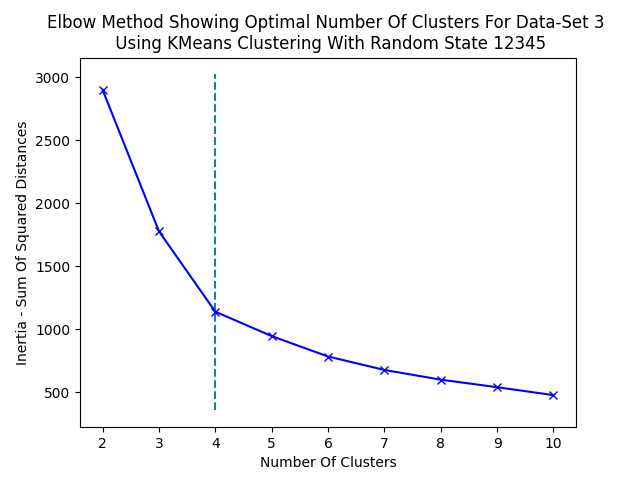 Elbow Method Showing Optimal Number Of Clusters For Data-Set 3
Using KMeans Clustering With Random State 12345
3000
2500
2000
1500
1000
500
Inertia - Sum Of Squared Distances
2 3 4 5 6 7 8 9 10
Number Of Clusters